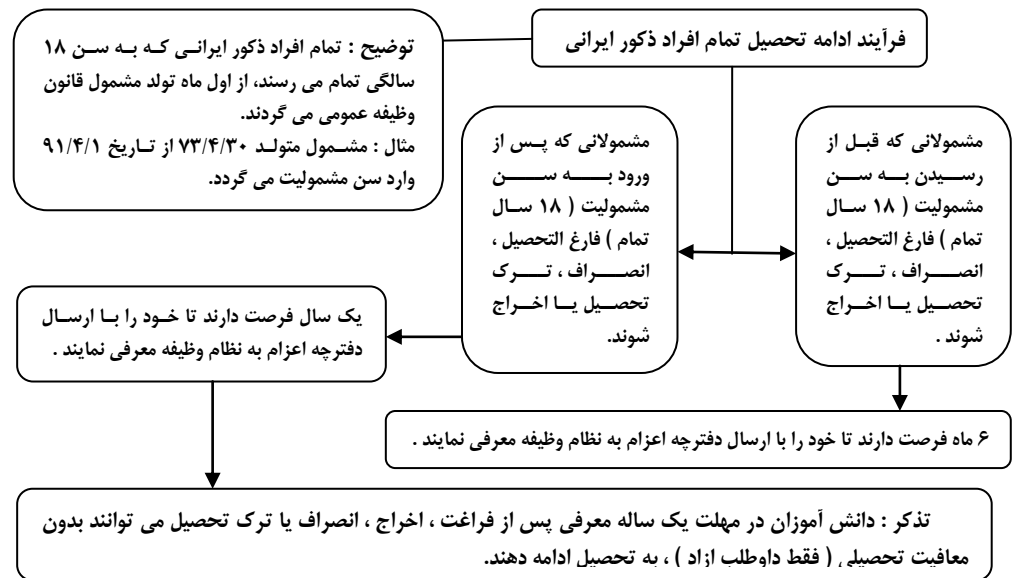 فرآیند ادامه تحصیل تمام افراد ذکور ایرانی
توضیح : تمام افراد ذکور ایرانی که به سن ۱۸
سالگی تمام می رسند، از اول ماه تولد مشمول قانون
وظیفه عمومی می گردند.
مثال : مشمول متولد ۷۳/۴/۳۰ از تاریخ ۹۱/۴/۱
وارد سن مشمولیت می گردد.
مشمولانی که قبل از
رسیدن به سن
مشمولیت ( ۱۸ سال
تمام ) فارغ التحصیل ،
انصراف ، ترک
تحصیل یا اخراج
شوند .
مشمولانی که پس از
ورود به سن
مشمولیت ( ۱۸ سال
تمام ) فارغ التحصیل ،
انصراف ، ترک
تحصیل یا اخراج
شوند.
یک سال فرصت دارند تا خود را با ارسال
دفترچه اعزام به نظام وظیفه معرفی نمایند .
۶ ماه فرصت دارند تا خود را با ارسال دفترچه اعزام به نظام وظیفه معرفی نمایند .
تذکر : دانش آموزان در مهلت یک ساله معرفی پس از فراغت ، اخراج ، انصراف یا ترک تحصیل می توانند بدون
معافیت تحصیلی ( فقط داوطلب ازاد ) ، به تحصیل ادامه دهند.